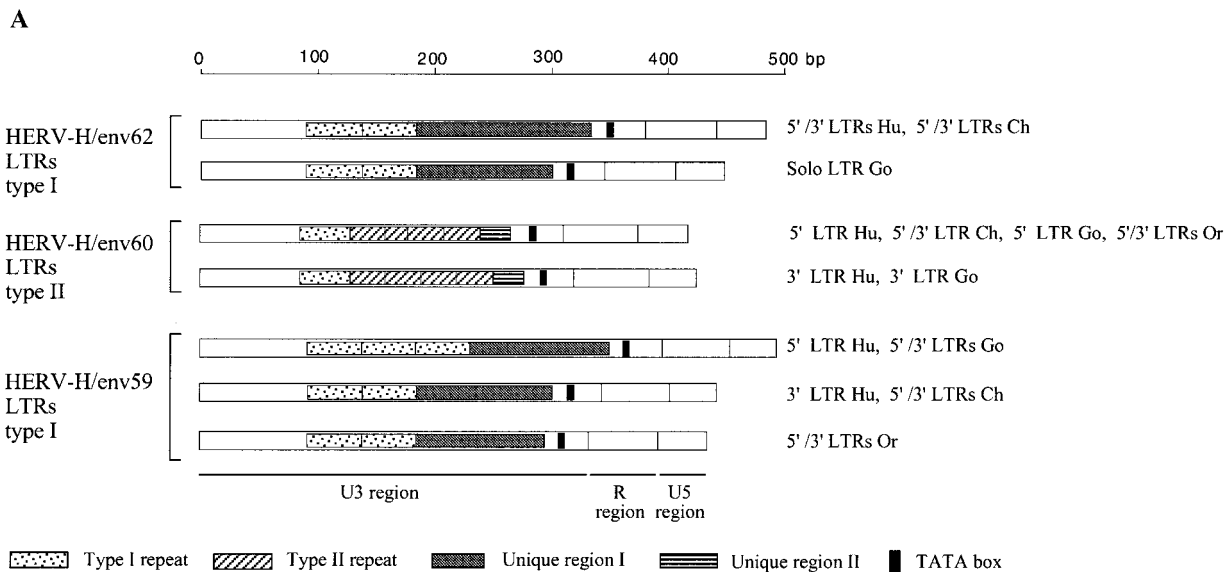 A
0 100 200 300 400 500 bp
HERV-H/env62
LTRs
type I
5' /3' LTRs Hu, 5' /3' LTRs Ch
Solo LTR Go
HERV-H/env60
LTRs
type II
5' LTR Hu, 5' /3' LTR Ch, 5' LTR Go, 5'/3' LTRs Or
3' LTR Hu, 3' LTR Go
HERV-H/env59
LTRs
type I
5' LTR Hu, 5' /3' LTRs Go
3' LTR Hu, 5' /3' LTRs Ch
5' /3' LTRs Or
U3 region
R
region
U5
region
Type I repeat
Type II repeat
Unique region I
Unique region II
TATA box